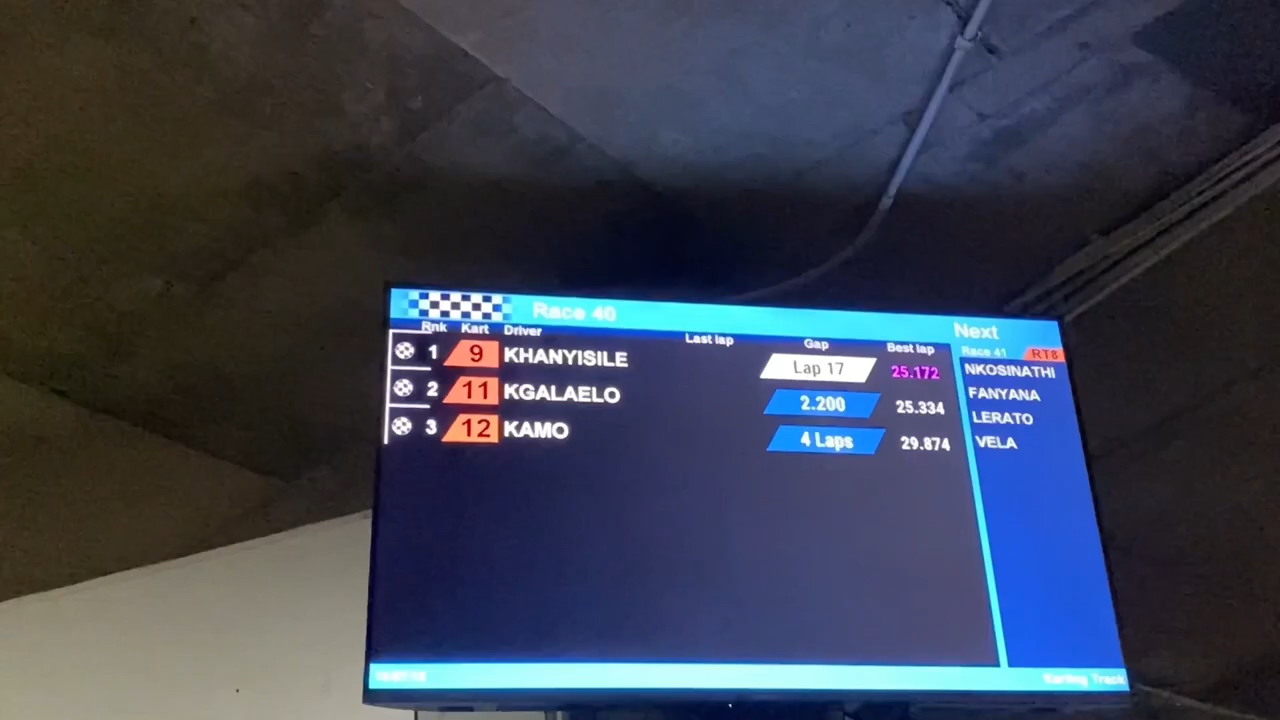 Race 40
Rnk Kart Driver Last lap Gap Best lap
1 9 KHANYISILE Lap 17 25.172
2 11 KGALAELO 2.200 25.334
3 12 KAMO 4 Laps 29.874
Next
Race 41 RT8
NKOSINATHI
FANYANA
LERATO
VELA
Karting Track